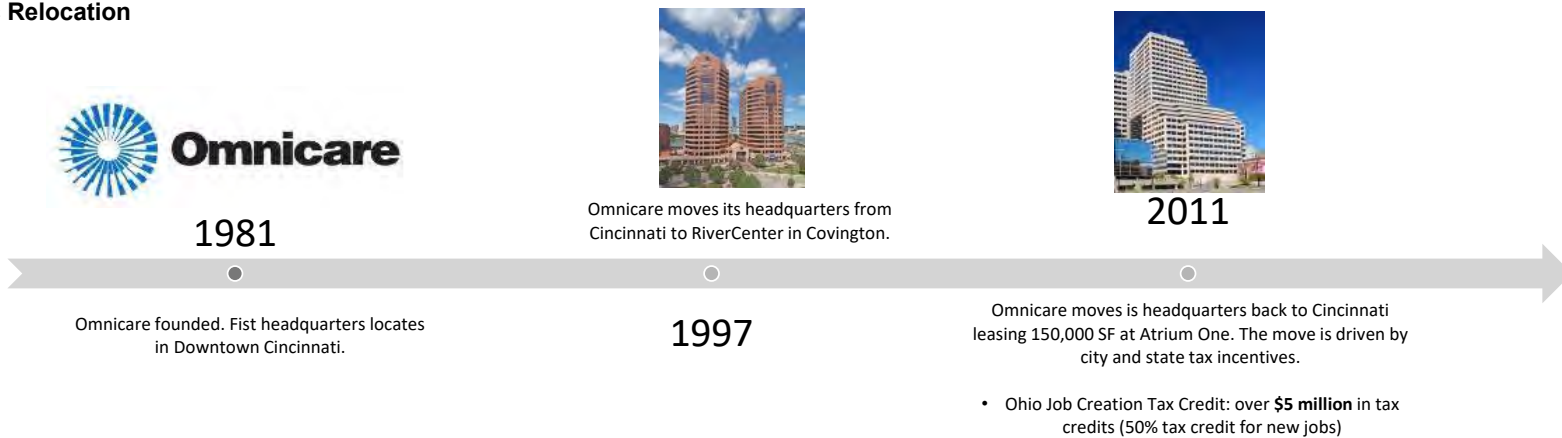 Relocation
Omnicare
1981
Omnicare founded. Fist headquarters locates
in Downtown Cincinnati.
Omnicare moves its headquarters from
Cincinnati to RiverCenter in Covington.
1997
2011
Omnicare moves is headquarters back to Cincinnati
leasing 150,000 SF at Atrium One. The move is driven by
city and state tax incentives.
• Ohio Job Creation Tax Credit: over $5 million in tax
credits (50% tax credit for new jobs)